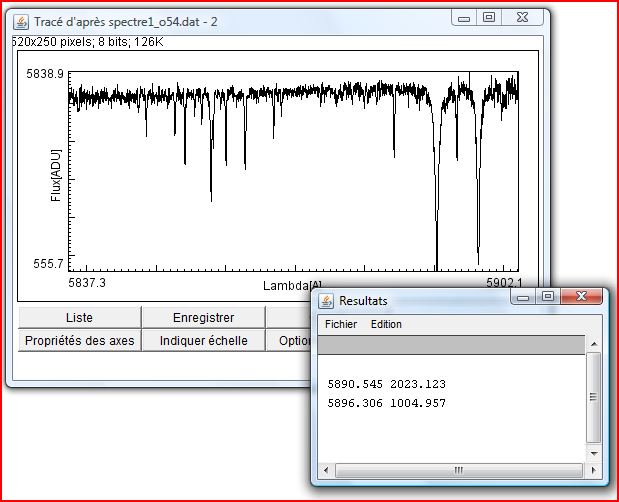 Tracé d'après spectre1_o54.dat - 2
520x250 pixels; 8 bits; 126K
5838.9
Flux[ADU]
555.7
5837.3
Lambda[A]
5902.1
Liste Enregistrer
Propriétés des axes Indiquer échelle
Resultats
Fichier Edition
5890.545 2023.123
5896.306 1004.957